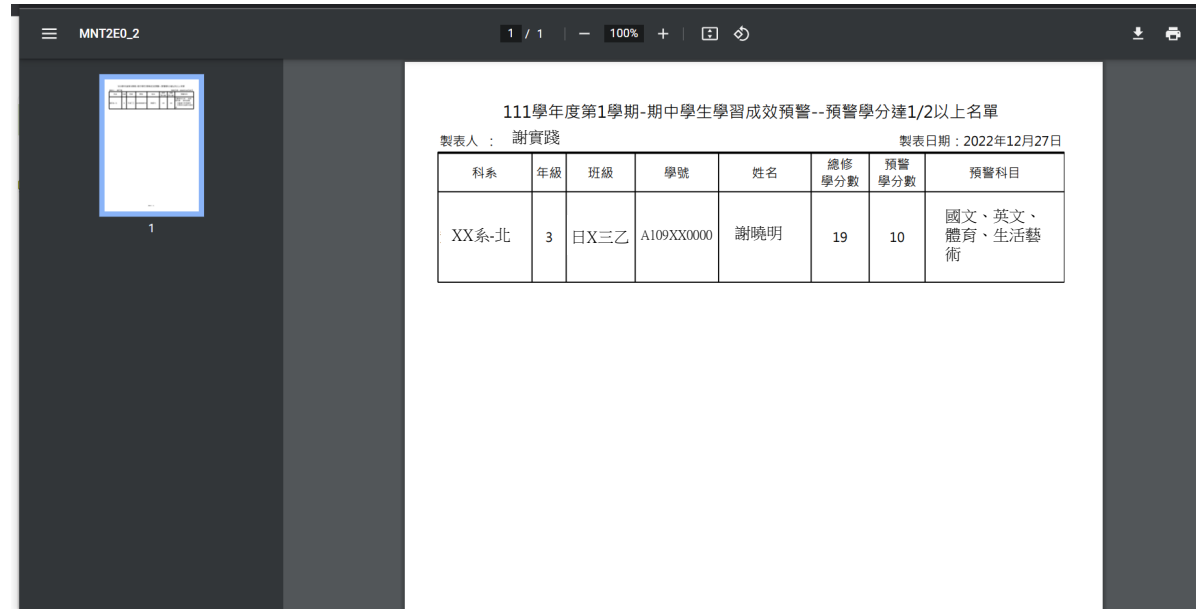 MNT2E0_2
1 / 1
100%
1
111學年度第1學期-期中學生學習成效預警--預警學分達1/2以上名單
製表人 : 謝實踐 製表日期:2022年12月27日
科系 年級 班級 學號 姓名 總修學分數 預警學分數 預警科目
XX系-北 3 日X三乙 A109XX0000 謝曉明 19 10 國文、英文、
體育、生活藝
術